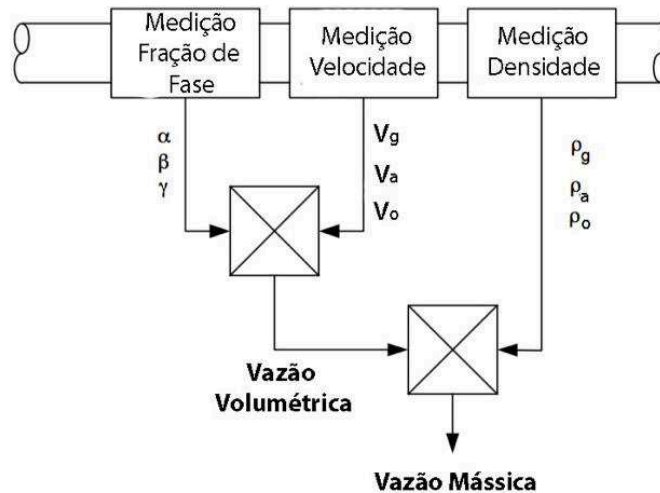 Medição
Fração de
Fase
Medição
Velocidade
Medição
Densidade
α
β
γ
Vg
Va
Vo
ρg
ρa
ρo
Vazão
Volumétrica
Vazão Mássica